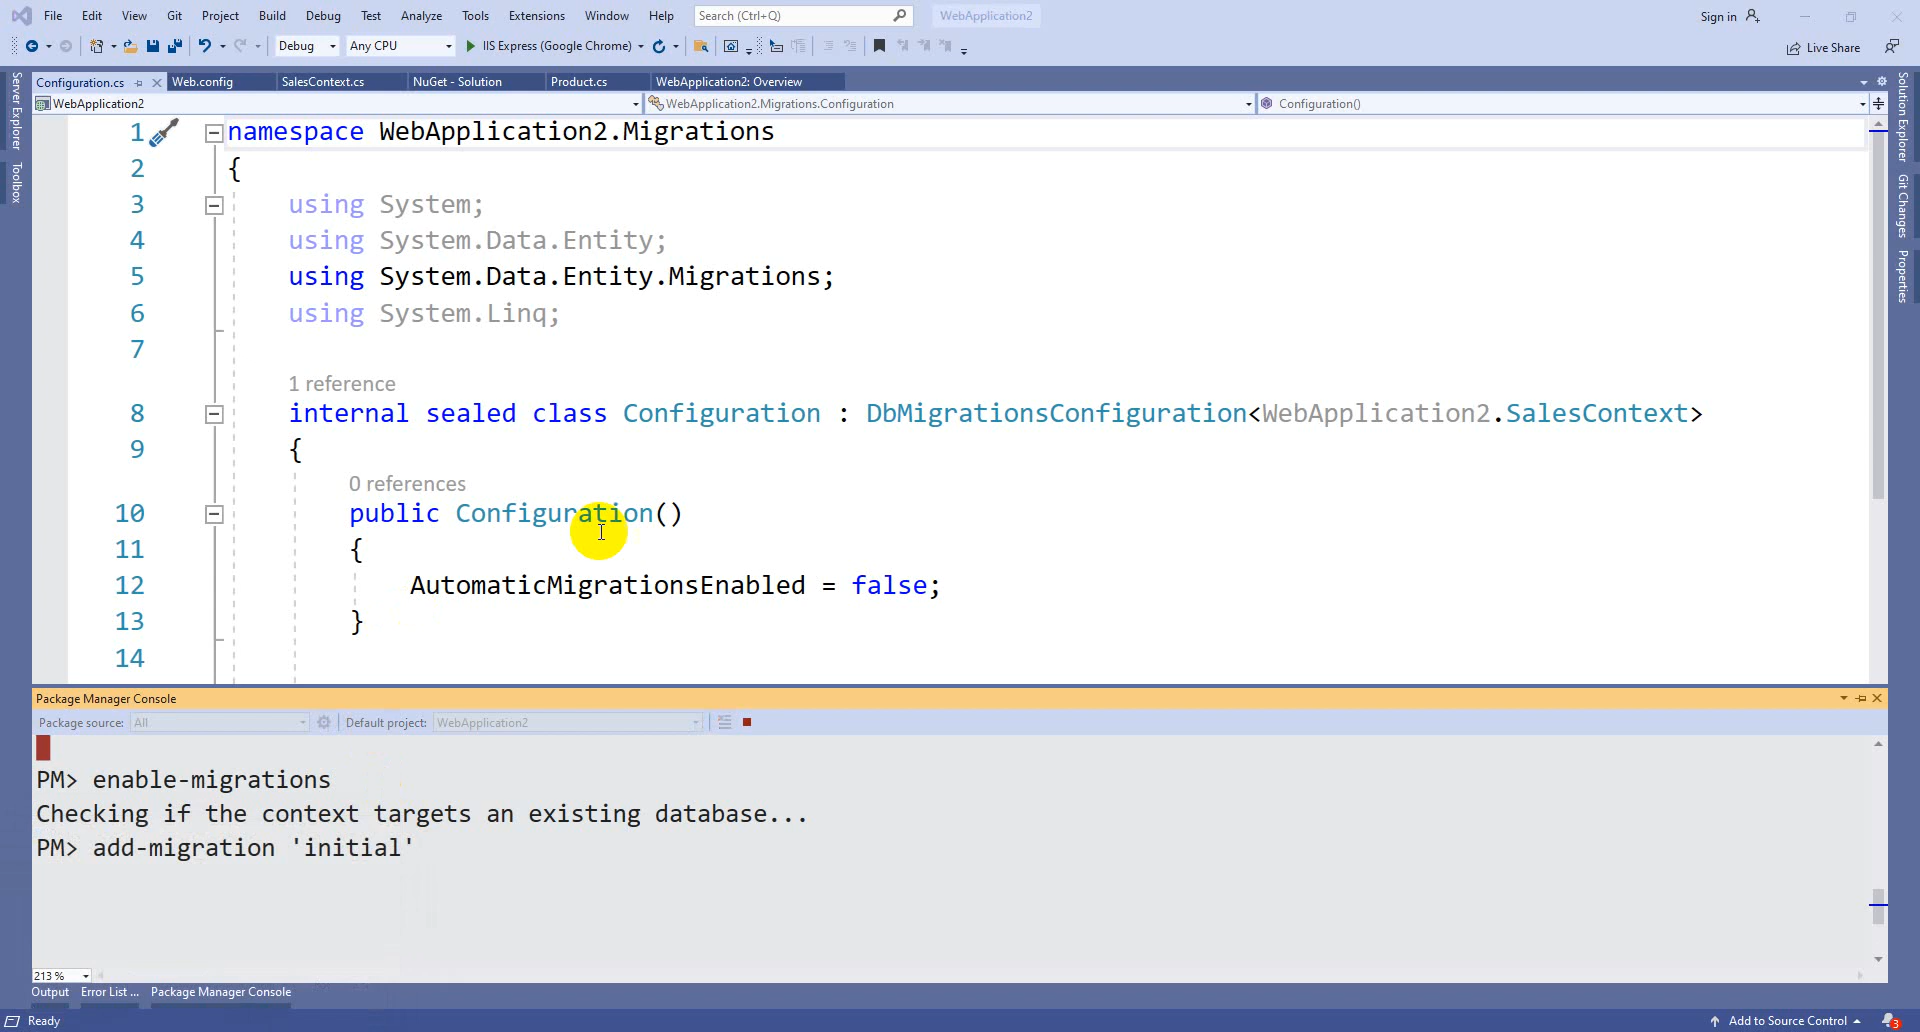 File Edit View Git Project Build Debug Test Analyze Tools Extensions Window Help Search (Ctrl+Q) WebApplication2 Sign in
Debug Any CPU IIS Express (Google Chrome) Live Share
Configuration.cs Web.config SalesContext.cs NuGet - Solution Product.cs WebApplication2: Overview
WebApplication2 WebApplication2.Migrations.Configuration Configuration()
Server Explorer
Toolbox
Solution Explorer
Git Changes
Properties
1 namespace WebApplication2.Migrations
2 {
3 using System;
4 using System.Data.Entity;
5 using System.Data.Entity.Migrations;
6 using System.Linq;
7
1 reference
8 internal sealed class Configuration : DbMigrationsConfiguration<WebApplication2.SalesContext>
9 {
0 references
10 public Configuration()
11 {
12 AutomaticMigrationsEnabled = false;
13 }
14
Package Manager Console
Package source: All Default project: WebApplication2
PM> enable-migrations
Checking if the context targets an existing database...
PM> add-migration 'initial'
213 %
Output Error List ... Package Manager Console
Ready Add to Source Control 3